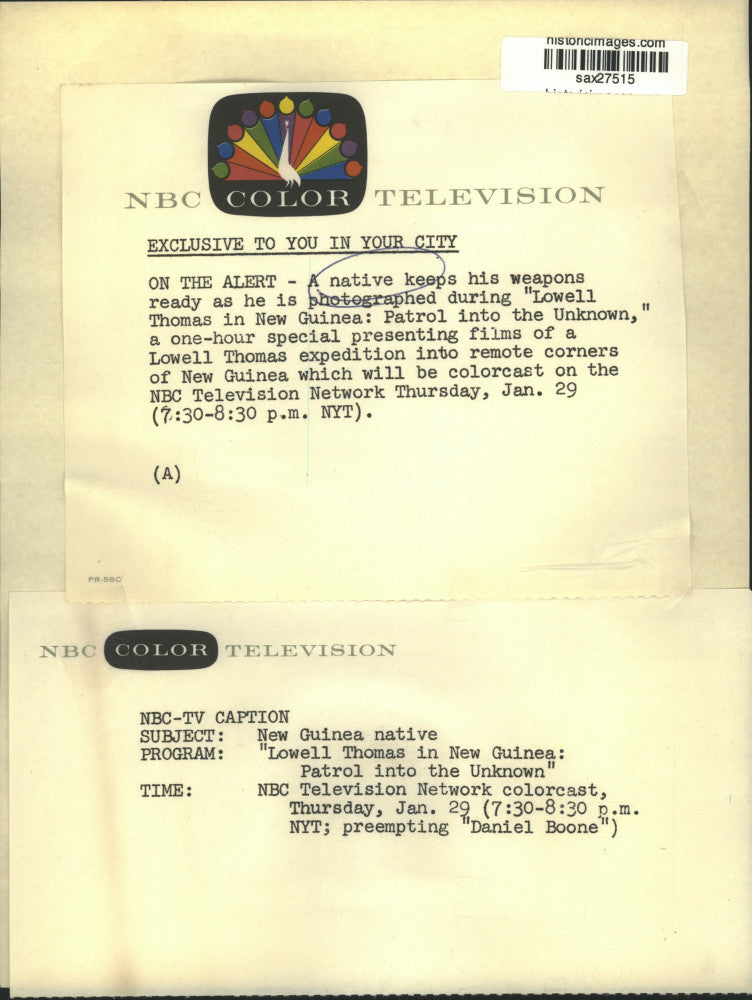 historicimages.com
sax27515
NBC COLOR TELEVISION
EXCLUSIVE TO YOU IN YOUR CITY
ON THE ALERT - A native keeps his weapons
ready as he is photographed during "Lowell
Thomas in New Guinea: Patrol into the Unknown,"
a one-hour special presenting films of a
Lowell Thomas expedition into remote corners
of New Guinea which will be colorcast on the
NBC Television Network Thursday, Jan. 29
(7:30-8:30 p.m. NYT).
(A)
PR-58C
NBC COLOR TELEVISION
NBC-TV CAPTION
SUBJECT: New Guinea native
PROGRAM: "Lowell Thomas in New Guinea:
Patrol into the Unknown"
TIME: NBC Television Network colorcast,
Thursday, Jan. 29 (7:30-8:30 p.m.
NYT; preempting "Daniel Boone")